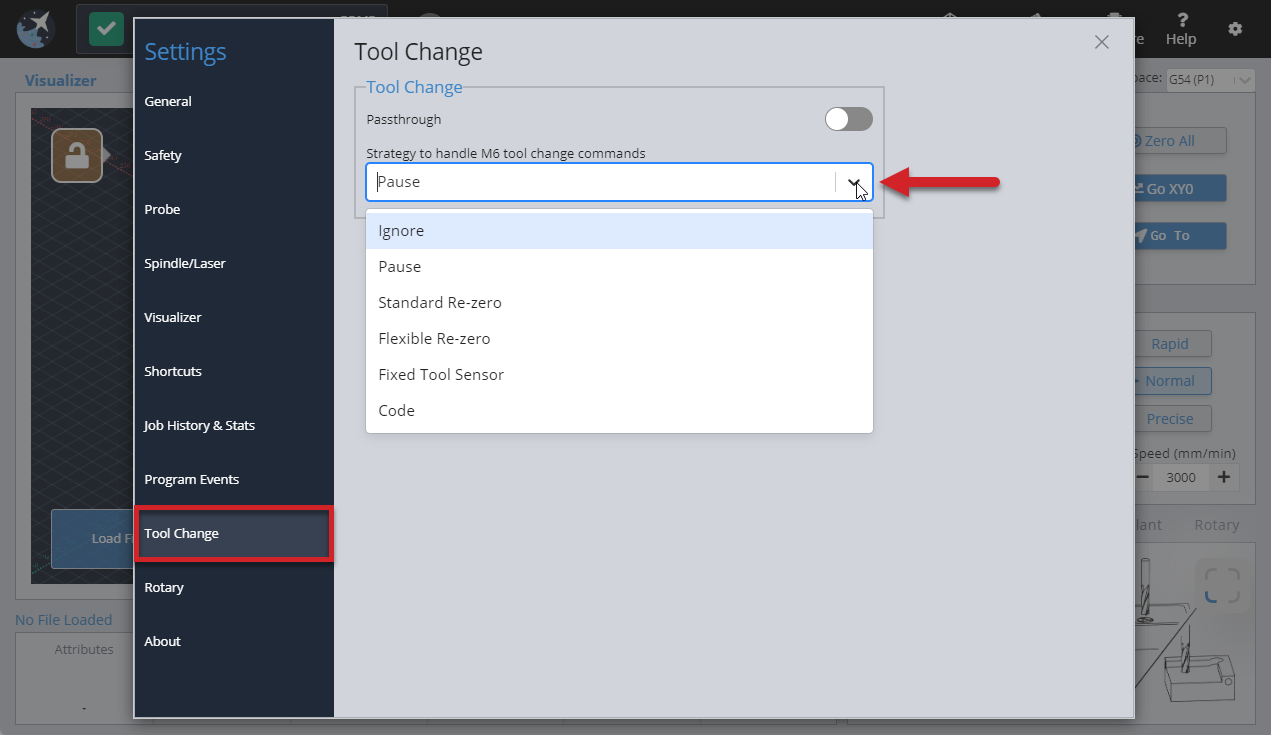 Help
Settings
General
Safety
Probe
Spindle/Laser
Visualizer
Shortcuts
Job History & Stats
Program Events
Tool Change
Rotary
About
Tool Change
Tool Change
Passthrough
Strategy to handle M6 tool change commands
Pause
Ignore
Pause
Standard Re-zero
Flexible Re-zero
Fixed Tool Sensor
Code
Visualizer
Load
No File Loaded
Attributes
-
G54 (P1)
Zero All
Go XY0
Go To
Rapid
Normal
Precise
Speed (mm/min)
3000
Rotary